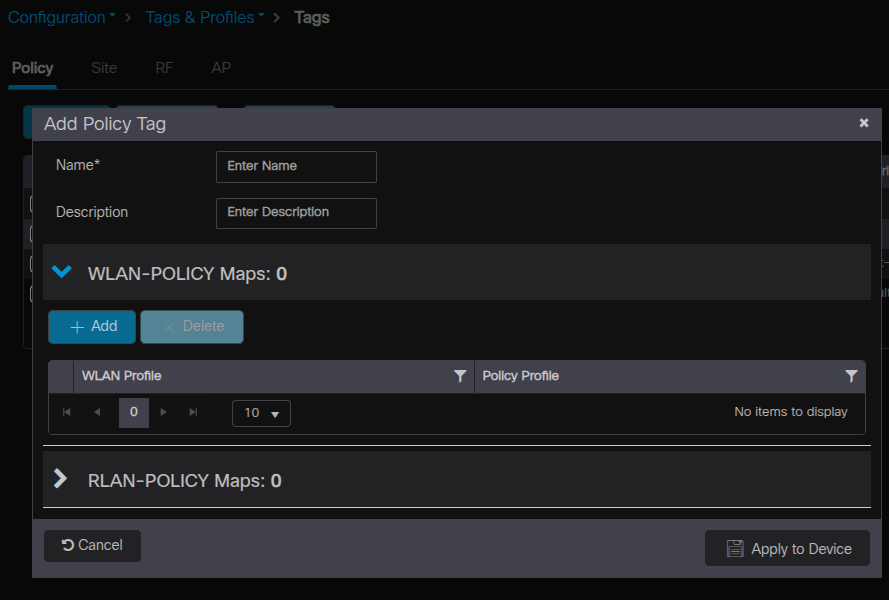 Configuration > Tags & Profiles > Tags
Policy Site RF AP
Add Policy Tag
Name* Enter Name
Description Enter Description
WLAN-POLICY Maps: 0
+ Add × Delete
WLAN Profile Policy Profile
0 10 No items to display
RLAN-POLICY Maps: 0
Cancel Apply to Device